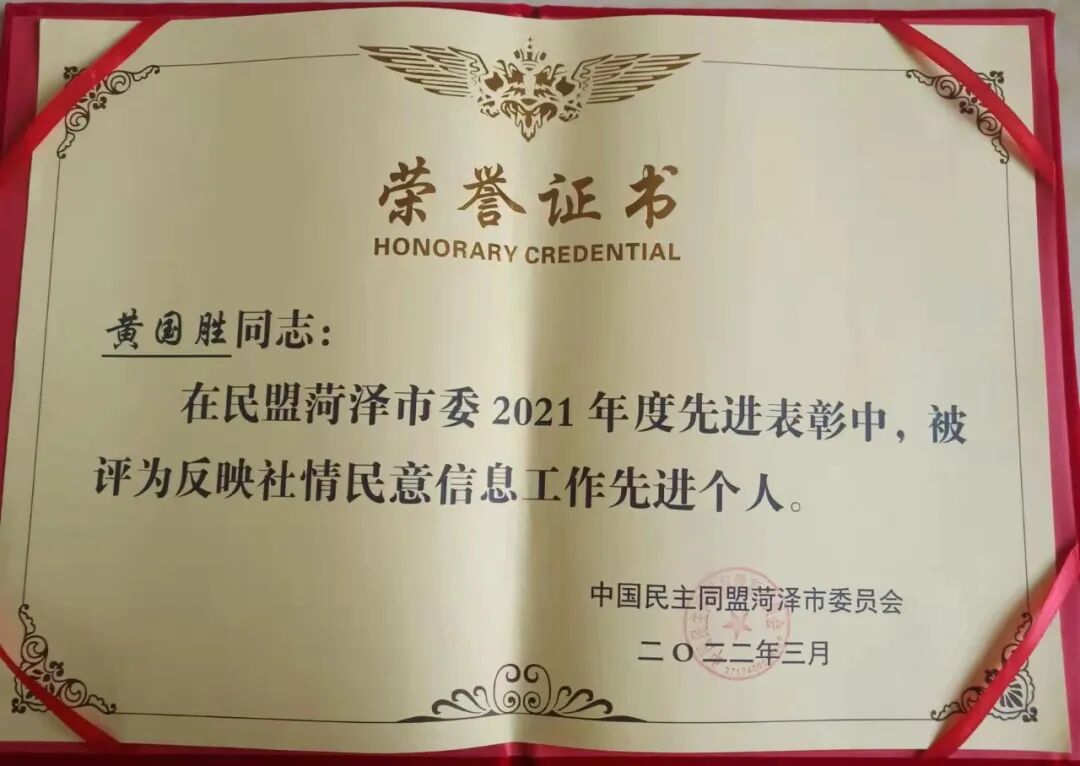 荣誉证书
HONORARY CREDENTIAL
黄国胜同志：
在民盟菏泽市委2021年度先进表彰中，被
评为反映社情民意信息工作先进个人。
中国民主同盟菏泽市委员会
二〇二二年三月